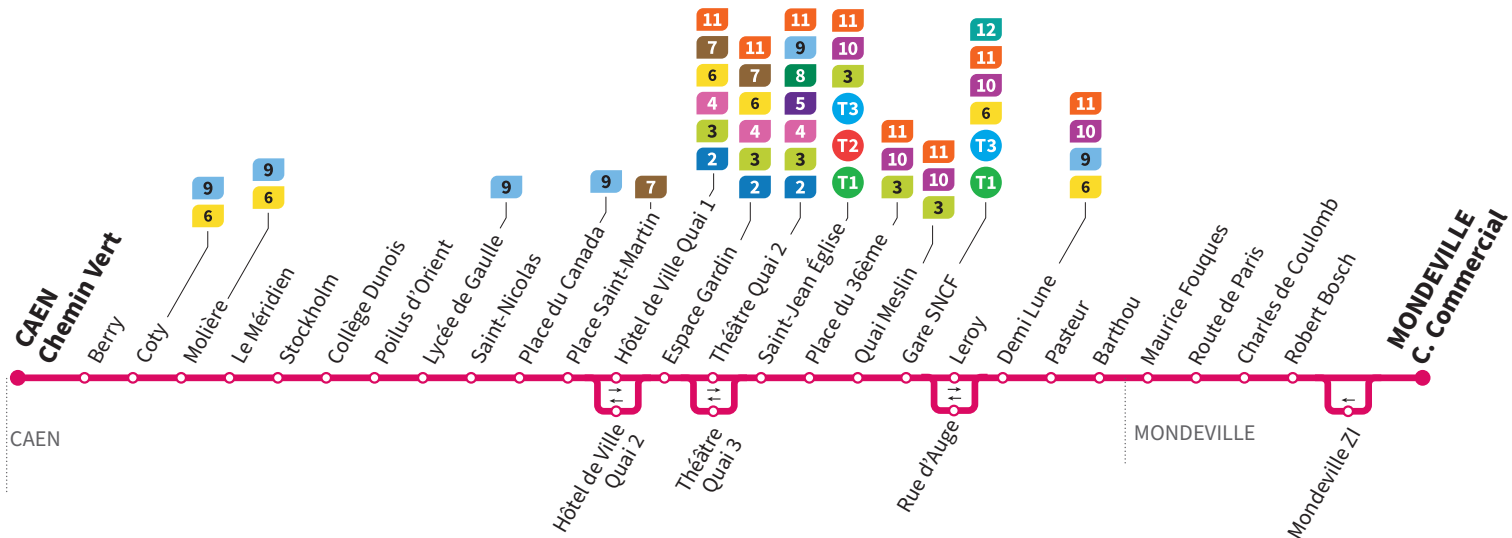 CAEN
Chemin Vert
Berry
Coty
9
6
Molière
9
6
Le Méridien
Stockholm
Collège Dunois
Poilus d'Orient
Lycée de Gaulle
9
Saint-Nicolas
Place du Canada
9
Place Saint-Martin
7
Hôtel de Ville Quai 1
11
7
6
4
3
2
Espace Gardin
11
7
6
4
3
2
Théâtre Quai 2
11
9
8
5
4
3
2
Saint-Jean Église
11
10
3
T3
T2
T1
Place du 36ème
11
10
3
Quai Meslin
11
10
3
Gare SNCF
12
11
10
6
T3
T1
Leroy
Demi Lune
11
10
9
6
Pasteur
Barthou
Maurice Fouques
Route de Paris
Charles de Coulomb
Robert Bosch
MONDEVILLE
C. Commercial
CAEN
Hôtel de Ville
Quai 2
Théâtre
Quai 3
Rue d'Auge
MONDEVILLE
Mondeville ZI